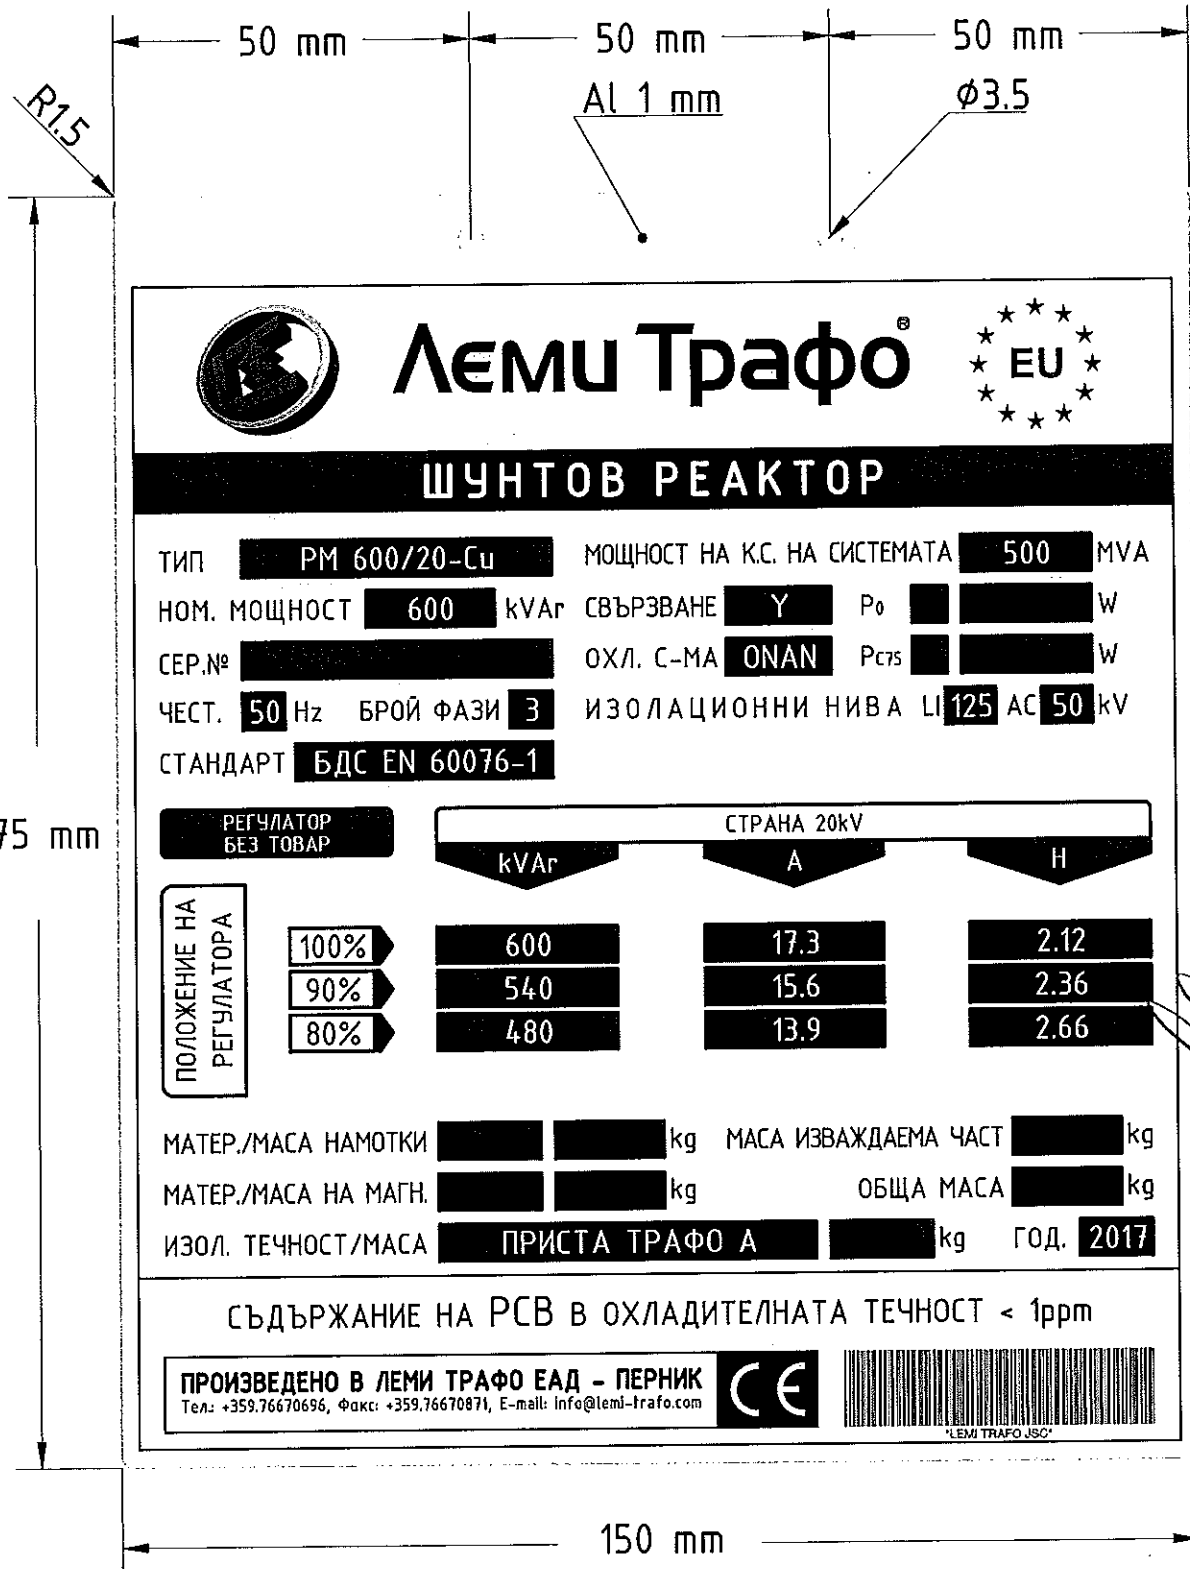 50 mm 50 mm 50 mm
R1.5 Al 1 mm Ø3.5
Леми Трафо® EU
ШУНТОВ РЕАКТОР
ТИП РМ 600/20-Cu МОЩНОСТ НА К.С. НА СИСТЕМАТА 500 MVA
НОМ. МОЩНОСТ 600 kVAr СВЪРЗВАНЕ Y P0 W
СЕР.№ ОХЛ. С-МА ONAN PC75 W
ЧЕСТ. 50 Hz БРОЙ ФАЗИ 3 ИЗОЛАЦИОННИ НИВА LI 125 AC 50 kV
СТАНДАРТ БДС EN 60076-1
РЕГУЛАТОР
БЕЗ ТОВАР
СТРАНА 20kV
kVAr A H
ПОЛОЖЕНИЕ НА
РЕГУЛАТОРА
100% 600 17.3 2.12
90% 540 15.6 2.36
80% 480 13.9 2.66
75 mm
МАТЕР./МАСА НАМОТКИ kg МАСА ИЗВАЖДАЕМА ЧАСТ kg
МАТЕР./МАСА НА МАГН. kg ОБЩА МАСА kg
ИЗОЛ. ТЕЧНОСТ/МАСА ПРИСТА ТРАФО А kg ГОД. 2017
СЪДЪРЖАНИЕ НА PCB В ОХЛАДИТЕЛНАТА ТЕЧНОСТ < 1ppm
ПРОИЗВЕДЕНО В ЛЕМИ ТРАФО ЕАД - ПЕРНИК
Тел.: +359.76670696, Факс: +359.76670871, E-mail: info@lemi-trafo.com
CE
*LEMI TRAFO JSC*
150 mm